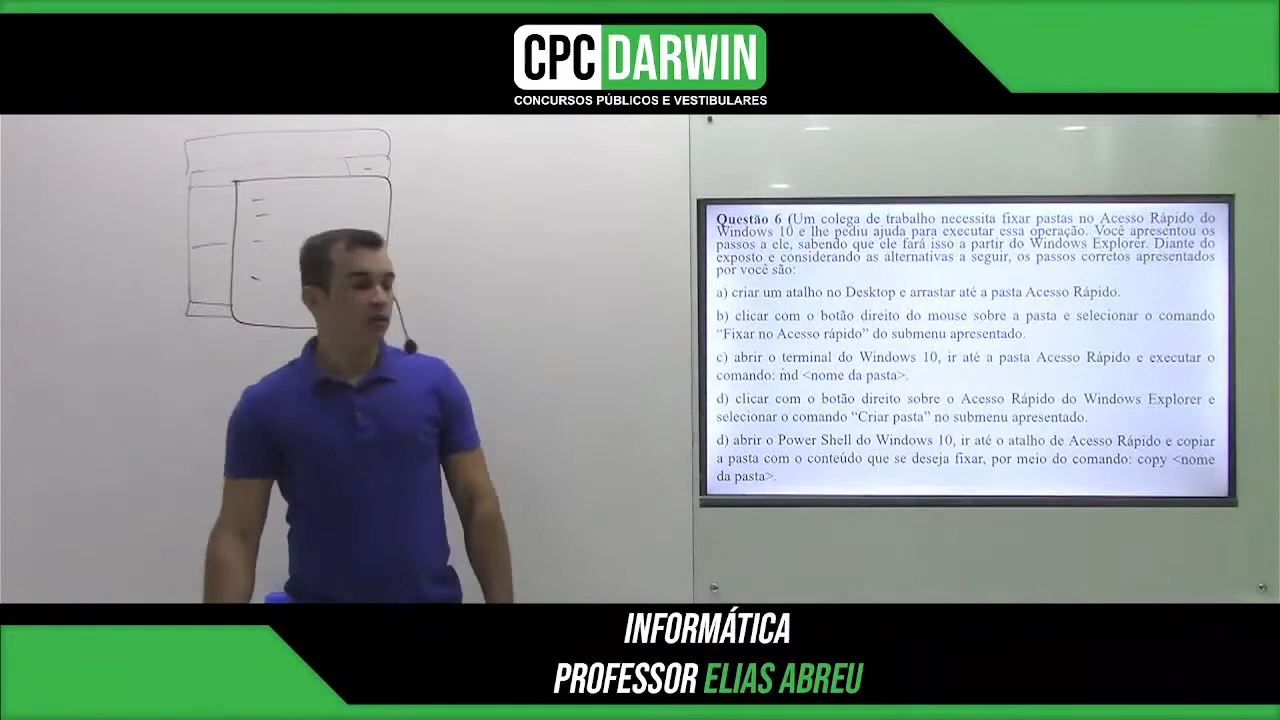 CPC DARWIN
CONCURSOS PÚBLICOS E VESTIBULARES
Questão 6 (Um colega de trabalho necessita fixar pastas no Acesso Rápido do
Windows 10 e lhe pediu ajuda para executar essa operação. Você apresentou os
passos a ele, sabendo que ele fará isso a partir do Windows Explorer. Diante do
exposto e considerando as alternativas a seguir, os passos corretos apresentados
por você são:
a) criar um atalho no Desktop e arrastar até a pasta Acesso Rápido.
b) clicar com o botão direito do mouse sobre a pasta e selecionar o comando
“Fixar no Acesso rápido” do submenu apresentado.
c) abrir o terminal do Windows 10, ir até a pasta Acesso Rápido e executar o
comando: md <nome da pasta>.
d) clicar com o botão direito sobre o Acesso Rápido do Windows Explorer e
selecionar o comando “Criar pasta” no submenu apresentado.
d) abrir o Power Shell do Windows 10, ir até o atalho de Acesso Rápido e copiar
a pasta com o conteúdo que se deseja fixar, por meio do comando: copy <nome
da pasta>.
INFORMÁTICA
PROFESSOR ELIAS ABREU